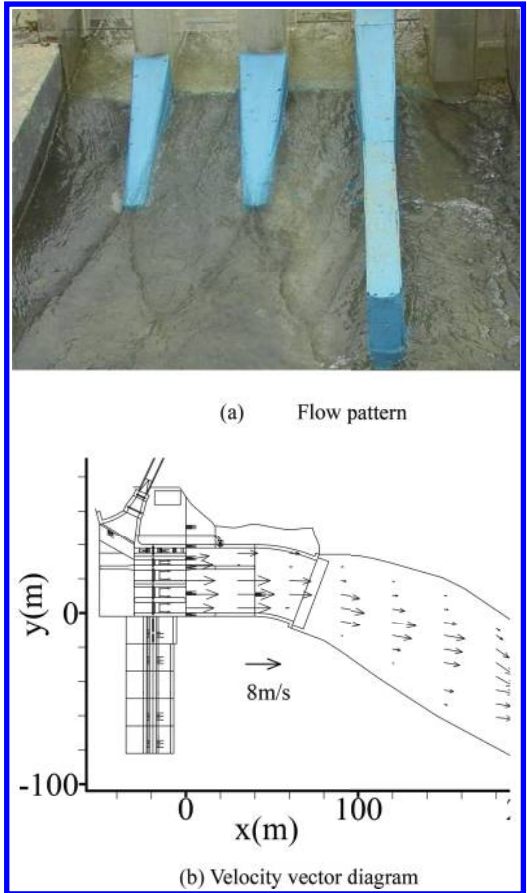 (a) Flow pattern
y(m)
0
8m/s
-100
0
100
x(m)
(b) Velocity vector diagram